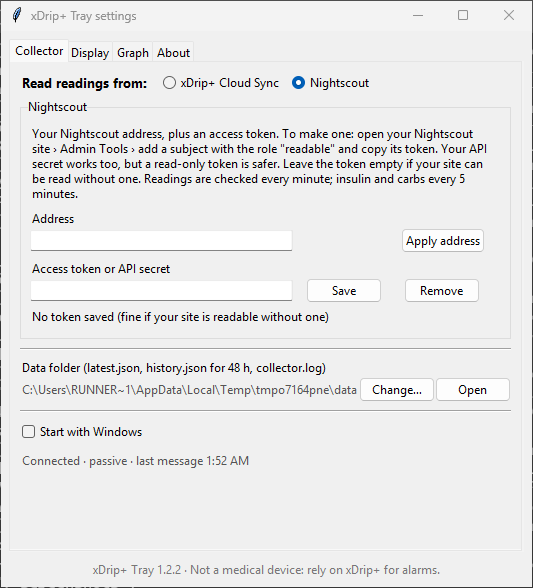 xDrip+ Tray settings
Collector Display Graph About
Read readings from: xDrip+ Cloud Sync Nightscout
Nightscout
Your Nightscout address, plus an access token. To make one: open your Nightscout
site › Admin Tools › add a subject with the role "readable" and copy its token. Your API
secret works too, but a read-only token is safer. Leave the token empty if your site can
be read without one. Readings are checked every minute; insulin and carbs every 5
minutes.
Address
Apply address
Access token or API secret
Save Remove
No token saved (fine if your site is readable without one)
Data folder (latest.json, history.json for 48 h, collector.log)
C:\Users\RUNNER~1\AppData\Local\Temp\tmpo7164pne\data Change... Open
Start with Windows
Connected · passive · last message 1:52 AM
xDrip+ Tray 1.2.2 · Not a medical device: rely on xDrip+ for alarms.